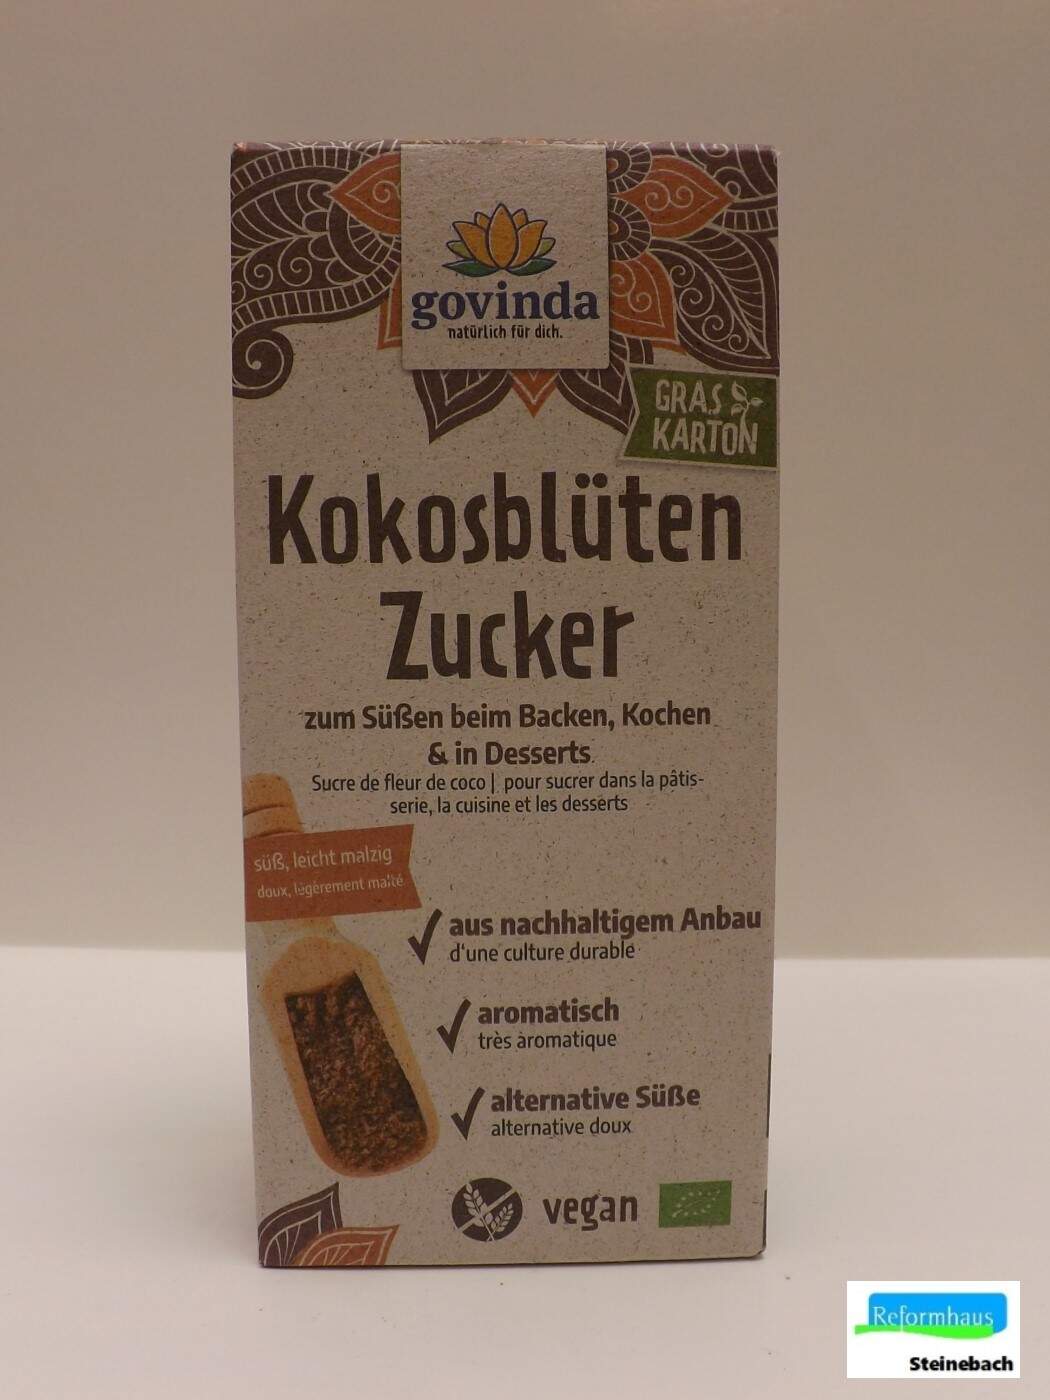 govinda
natürlich für dich.
GRAS
KARTON
Kokosblüten
Zucker
zum Süßen beim Backen, Kochen
& in Desserts.
Sucre de fleur de coco | pour sucrer dans la pâtis-
serie, la cuisine et les desserts
süß, leicht malzig
doux, légèrement malté
aus nachhaltigem Anbau
d'une culture durable
aromatisch
très aromatique
alternative Süße
alternative doux
vegan
Reformhaus
Steinebach